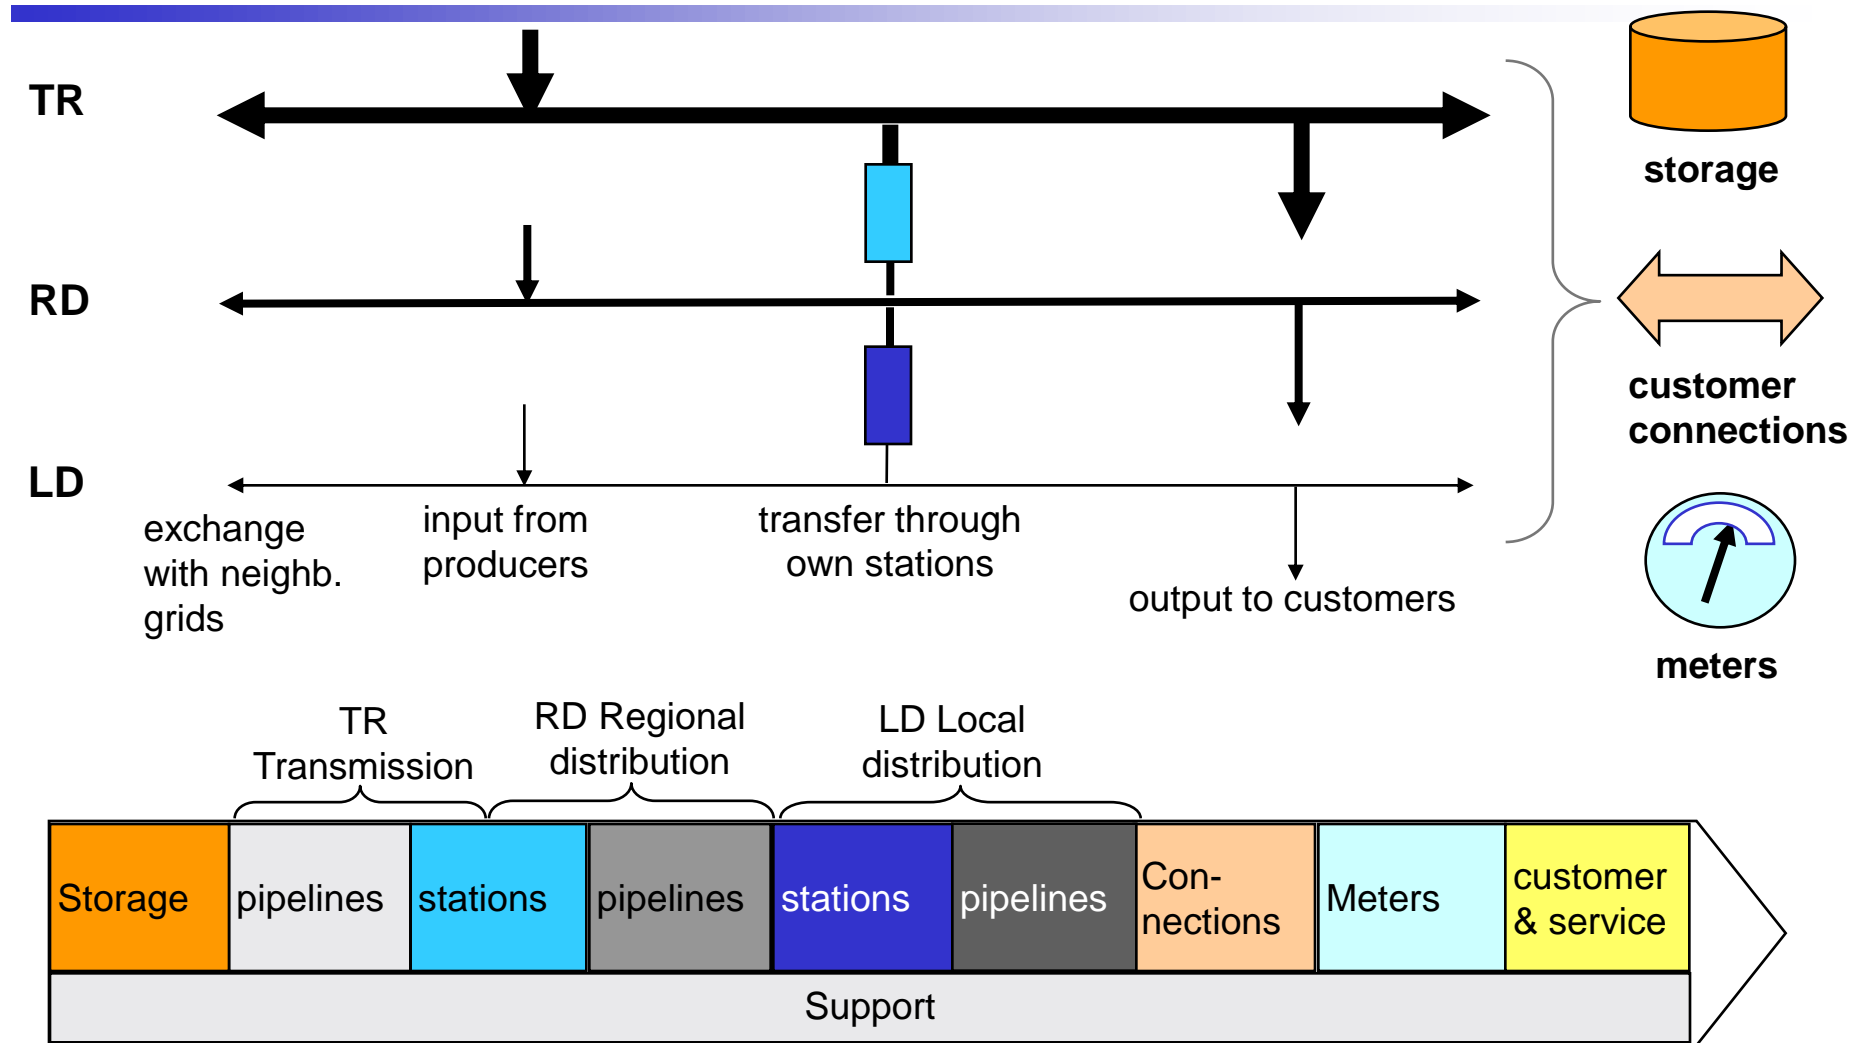 TR
storage
RD
customer
connections
LD
exchange
with neighb.
grids
input from
producers
transfer through
own stations
output to customers
meters
TR
Transmission
RD Regional
distribution
LD Local
distribution
Storage
pipelines
stations
pipelines
stations
pipelines
Con-
nections
Meters
customer
& service
Support